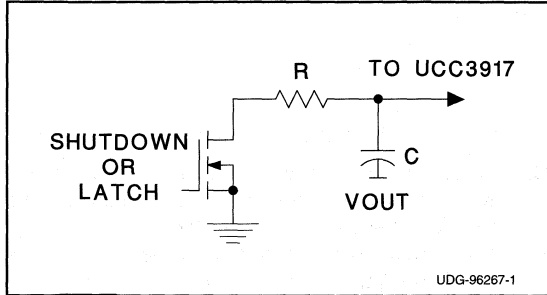 R
TO UCC3917
SHUTDOWN
OR
LATCH
C
VOUT
UDG-96267-1